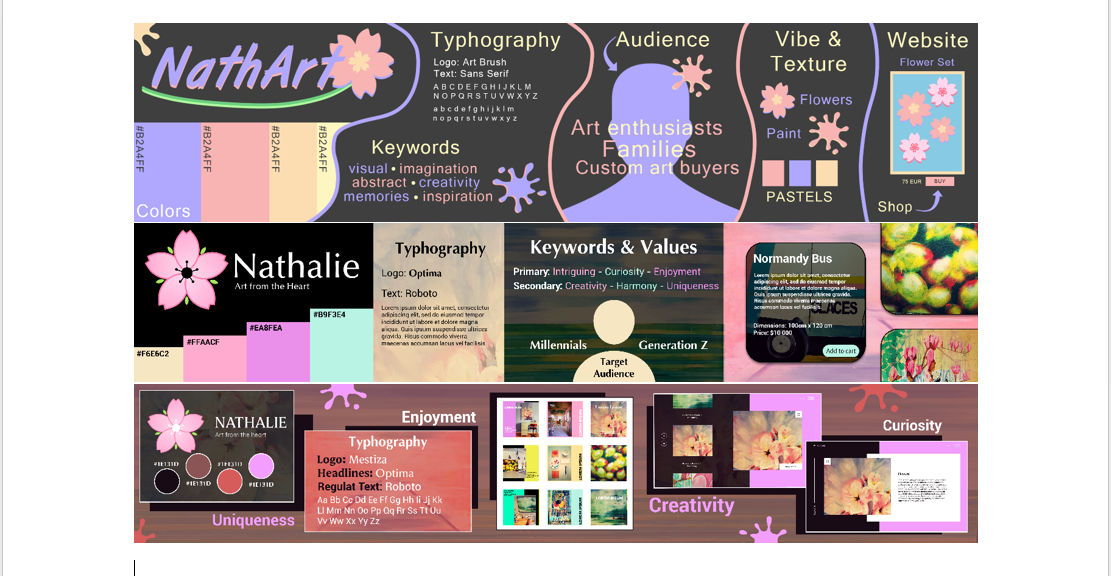 NathArt
#B2A4FF
#B2A4FF
#B2A4FF
#B2A4FF
Colors
Typhography
Logo: Art Brush
Text: Sans Serif
A B C D E F G H I J K L M
N O P Q R S T U V W X Y Z
a b c d e f g h i j k l m
n o p q r s t u v w x y z
Keywords
visual • imagination
abstract • creativity
memories • inspiration
Audience
Art enthusiasts
Families
Custom art buyers
Vibe &
Texture
Flowers
Paint
PASTELS
Website
Flower Set
75 EUR BUY
Shop
Nathalie
Art from the Heart
#F6E6C2
#FFAACF
#EA8FEA
#B9F3E4
Typhography
Logo: Optima
Text: Roboto
Lorem ipsum dolor sit amet, consectetur
adipiscing elit, sed do eiusmod tempor
incididunt ut labore et dolore magna
aliqua. Quis ipsum suspendisse ultrices
gravida. Risus commodo viverra
maecenas accumsan lacus vel facilisis.
Keywords & Values
Primary: Intriguing - Curiosity - Enjoyment
Secondary: Creativity - Harmony - Uniqueness
Millennials
Generation Z
Target
Audience
Normandy Bus
Lorem ipsum dolor sit amet, consectetur
adipiscing elit, sed do eiusmod tempor
incididunt ut labore et dolore magna aliqua.
Quis ipsum suspendisse ultrices gravida.
Risus commodo viverra maecenas
accumsan lacus vel facilisis.
Dimensions: 100cm x 120 cm
Price: $10 000
Add to cart
NATHALIE
Art from the heart
#1E131D
#1E131D
#1E131D
#1E131D
Uniqueness
Enjoyment
Typhography
Logo: Mestiza
Headlines: Optima
Regulat Text: Roboto
Aa Bb Cc Dd Ee Ff Gg Hh Ii Jj Kk
Ll Mm Nn Oo Pp Qq Rr Ss Tt Uu
Vv Ww Xx Yy Zz
Creativity
Curiosity